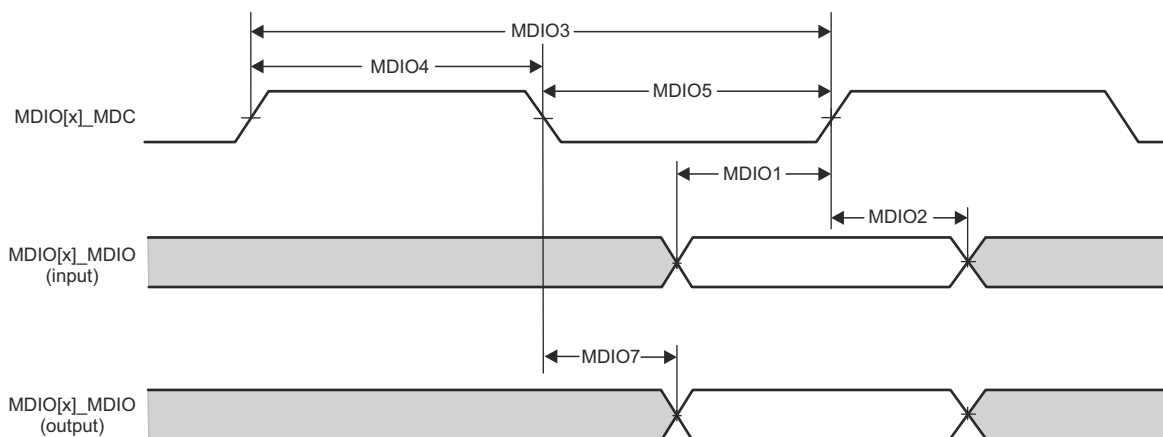 MDIO3
MDIO4
MDIO5
MDIO[x]_MDC
MDIO1
MDIO2
MDIO[x]_MDIO
(input)
MDIO7
MDIO[x]_MDIO
(output)